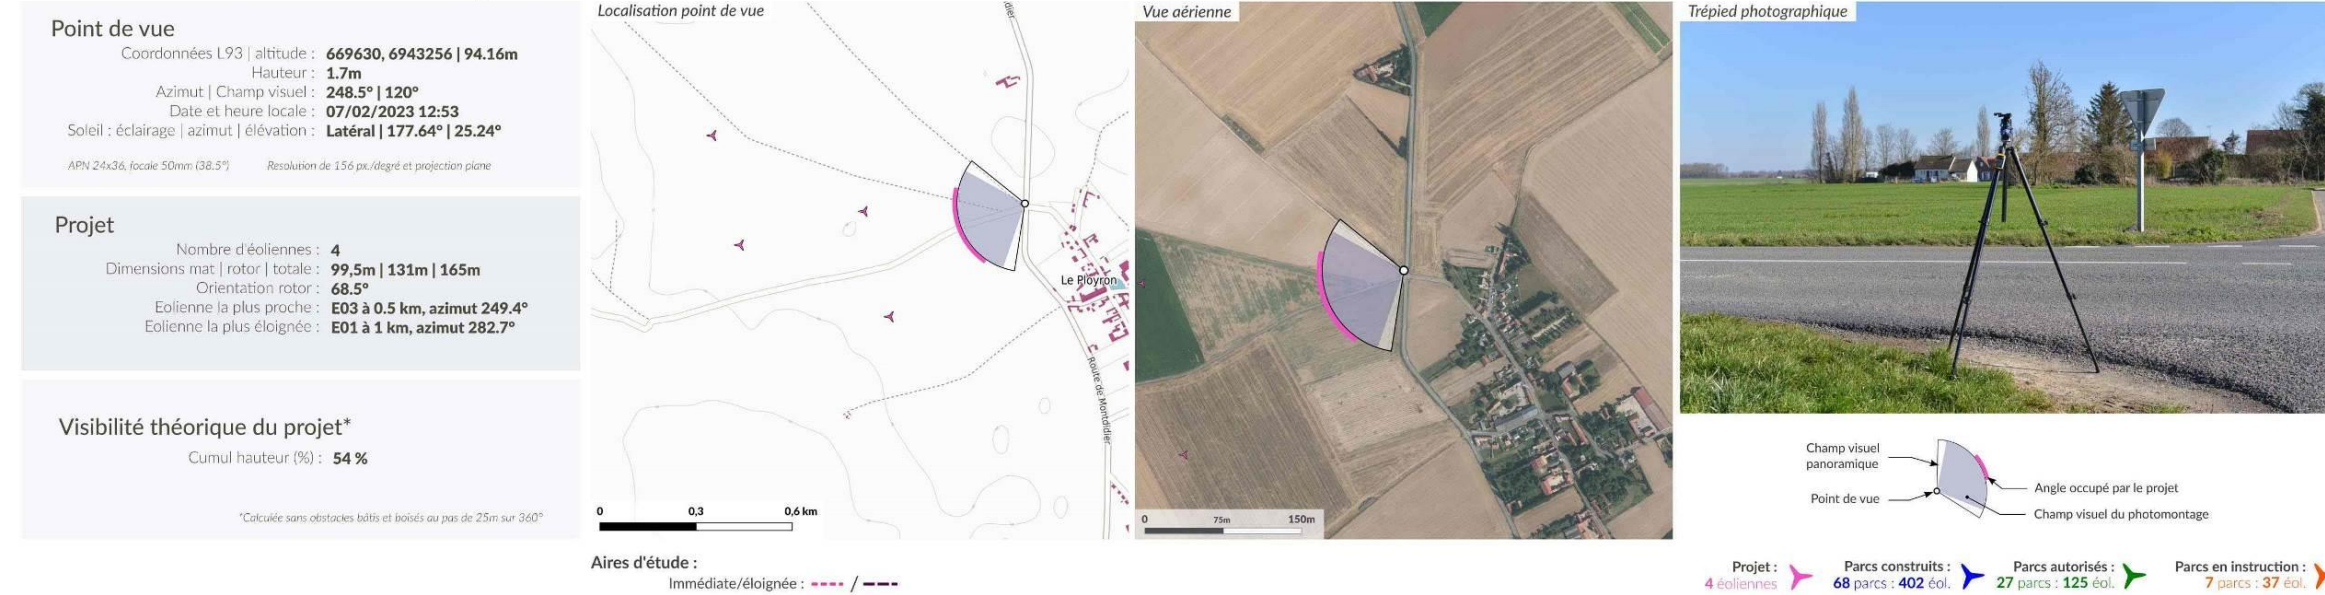 Point de vue
Coordonnées L93 | altitude : 669630, 6943256 | 94.16m
Hauteur : 1.7m
Azimut | Champ visuel : 248.5° | 120°
Date et heure locale : 07/02/2023 12:53
Soleil : éclairage | azimut | élévation : Latéral | 177.64° | 25.24°
APN 24x36, focale 50mm (38.5°) Resolution de 156 px./degré et projection plane
Projet
Nombre d'éoliennes : 4
Dimensions mat | rotor | totale : 99,5m | 131m | 165m
Orientation rotor : 68.5°
Eolienne la plus proche : E03 à 0.5 km, azimut 249.4°
Eolienne la plus éloignée : E01 à 1 km, azimut 282.7°
Visibilité théorique du projet*
Cumul hauteur (%) : 54 %
*Calculée sans obstacles bâtis et boisés au pas de 25m sur 360°
Localisation point de vue
dier
Le Ployron
Route de Montdidier
0 0,3 0,6 km
Aires d'étude :
Immédiate/éloignée : /
Vue aérienne
0 75m 150m
Trépied photographique
Champ visuel
panoramique
Point de vue
Angle occupé par le projet
Champ visuel du photomontage
Projet :
4 éoliennes
Parcs construits :
68 parcs : 402 éol.
Parcs autorisés :
27 parcs : 125 éol.
Parcs en instruction :
7 parcs : 37 éol.